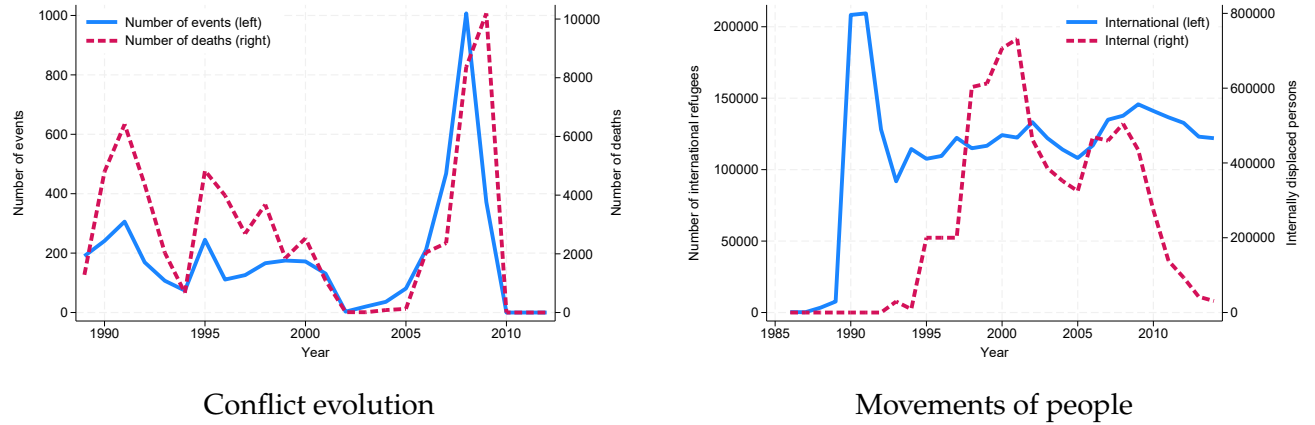 Number of events (left)
Number of deaths (right)
1000
800
600
400
200
0
Number of events
10000
8000
6000
4000
2000
0
Number of deaths
1990
1995
2000
2005
2010
Year
Conflict evolution
International (left)
Internal (right)
200000
150000
100000
50000
0
Number of international refugees
800000
600000
400000
200000
0
Internally displaced persons
1985
1990
1995
2000
2005
2010
Year
Movements of people